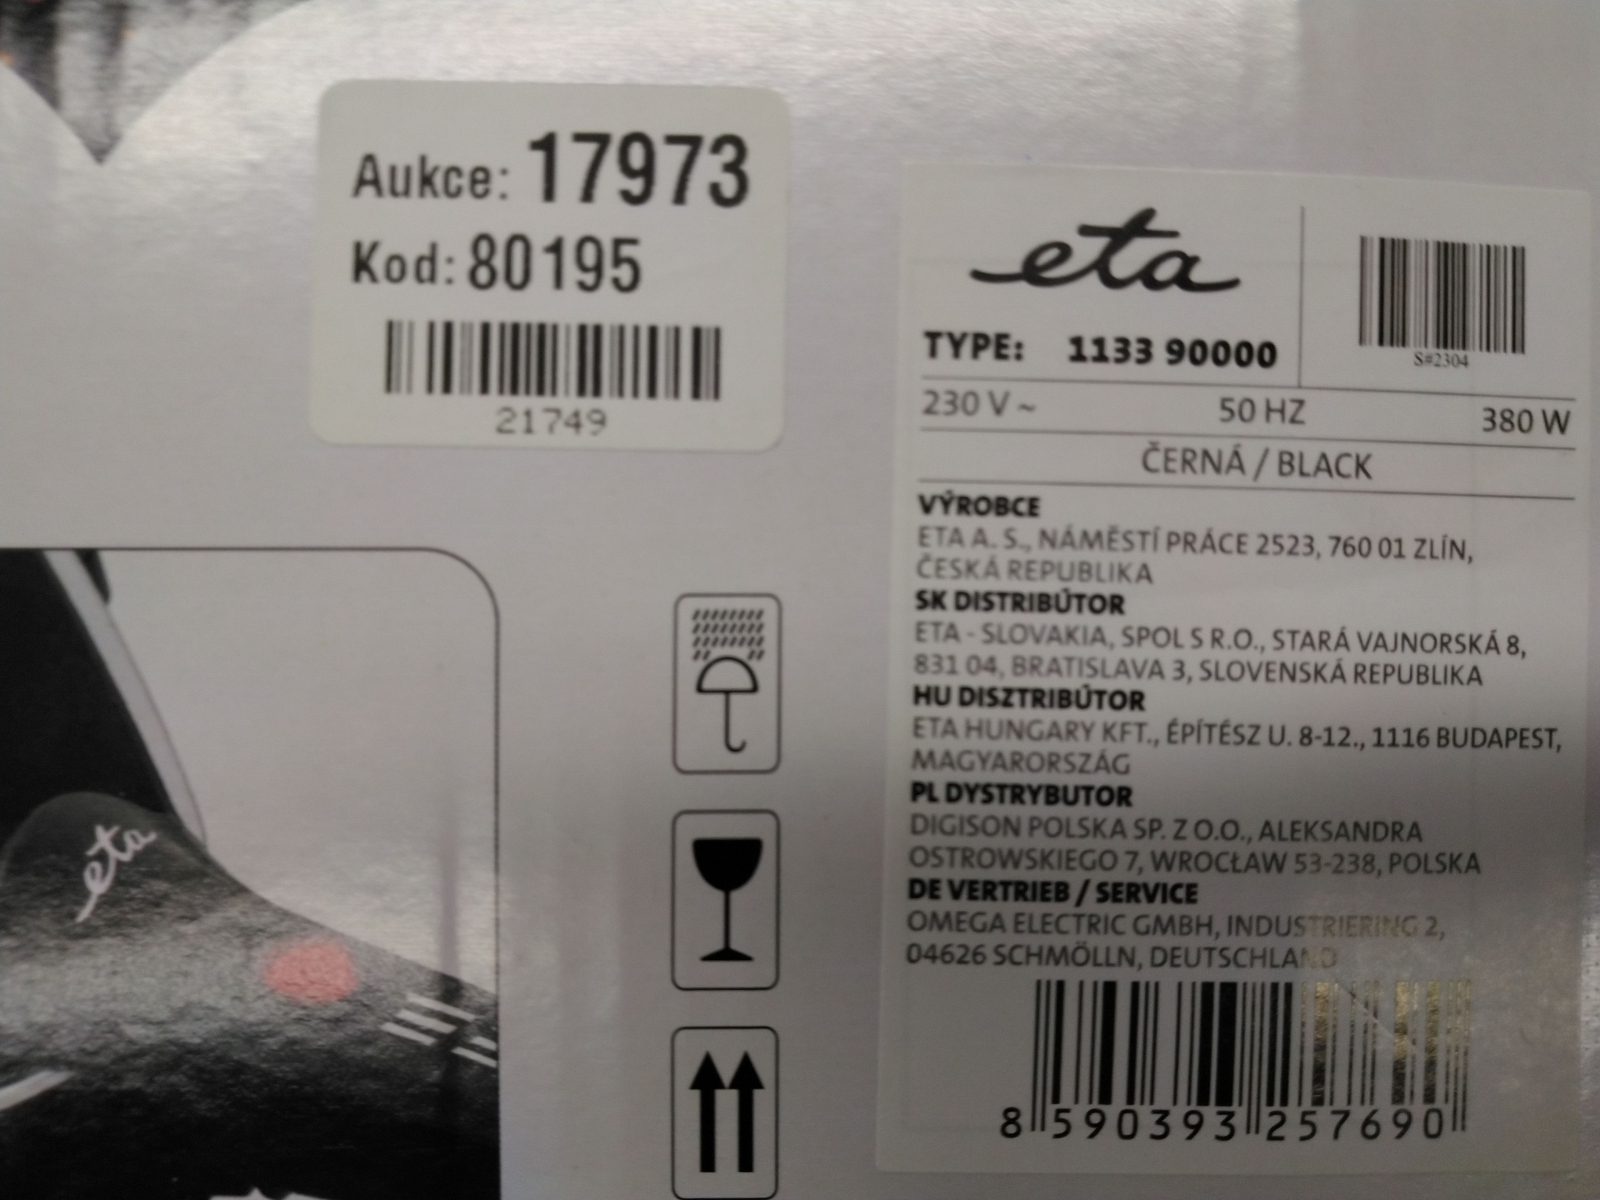 Aukce: 17973
Kod: 80195
21749
eta
S#2304
TYPE: 1133 90000
230 V ~ 50 HZ 380 W
ČERNÁ / BLACK
VÝROBCE
ETA A. S., NÁMĚSTÍ PRÁCE 2523, 760 01 ZLÍN,
ČESKÁ REPUBLIKA
SK DISTRIBÚTOR
ETA - SLOVAKIA, SPOL S R.O., STARÁ VAJNORSKÁ 8,
831 04, BRATISLAVA 3, SLOVENSKÁ REPUBLIKA
HU DISZTRIBÚTOR
ETA HUNGARY KFT., ÉPÍTÉSZ U. 8-12., 1116 BUDAPEST,
MAGYARORSZÁG
PL DYSTRYBUTOR
DIGISON POLSKA SP. Z O.O., ALEKSANDRA
OSTROWSKIEGO 7, WROCŁAW 53-238, POLSKA
DE VERTRIEB / SERVICE
OMEGA ELECTRIC GMBH, INDUSTRIERING 2,
04626 SCHMÖLLN, DEUTSCHLAND
8 590393 257690
eta